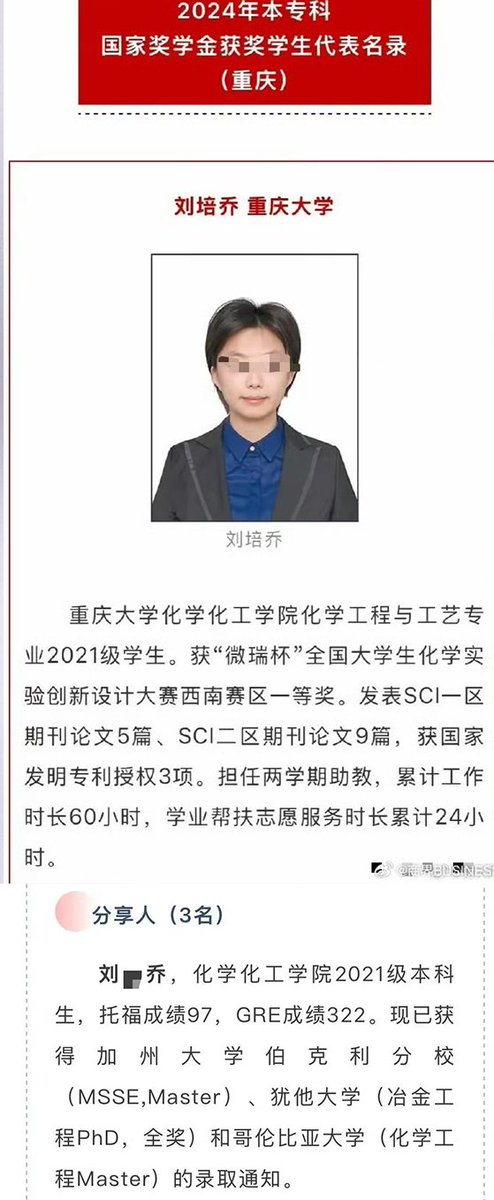 2024年本专科
国家奖学金获奖学生代表名录
（重庆）
刘培乔 重庆大学
刘培乔
重庆大学化学化工学院化学工程与工艺专
业2021级学生。获“微瑞杯”全国大学生化学实
验创新设计大赛西南赛区一等奖。发表SCI一区
期刊论文5篇、SCI二区期刊论文9篇，获国家
发明专利授权3项。担任两学期助教，累计工作
时长60小时，学业帮扶志愿服务时长累计24小
时。
BUSINES
分享人（3名）
刘 乔，化学化工学院2021级本科
生，托福成绩97，GRE成绩322。现已获
得加州大学伯克利分校
（MSSE,Master）、犹他大学（冶金工
程PhD，全奖）和哥伦比亚大学（化学工
程Master）的录取通知。